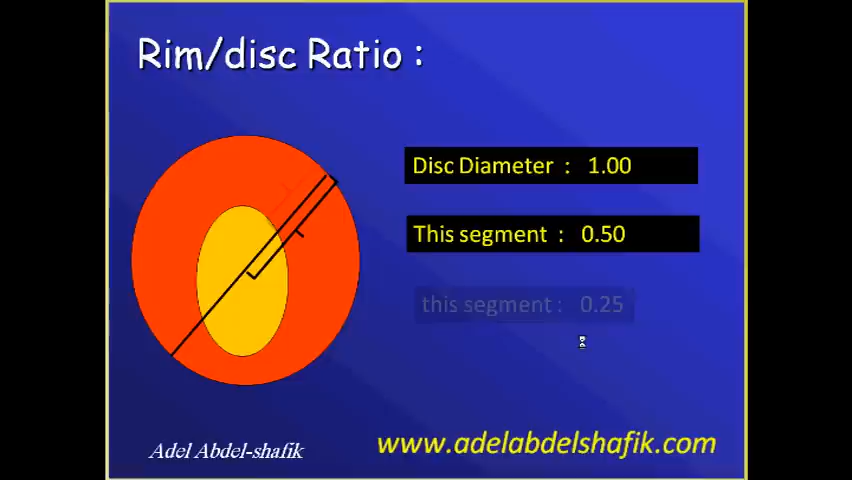 Rim/disc Ratio :
Disc Diameter : 1.00
This segment : 0.50
this segment : 0.25
Adel Abdel-shafik
www.adelabdelshafik.com